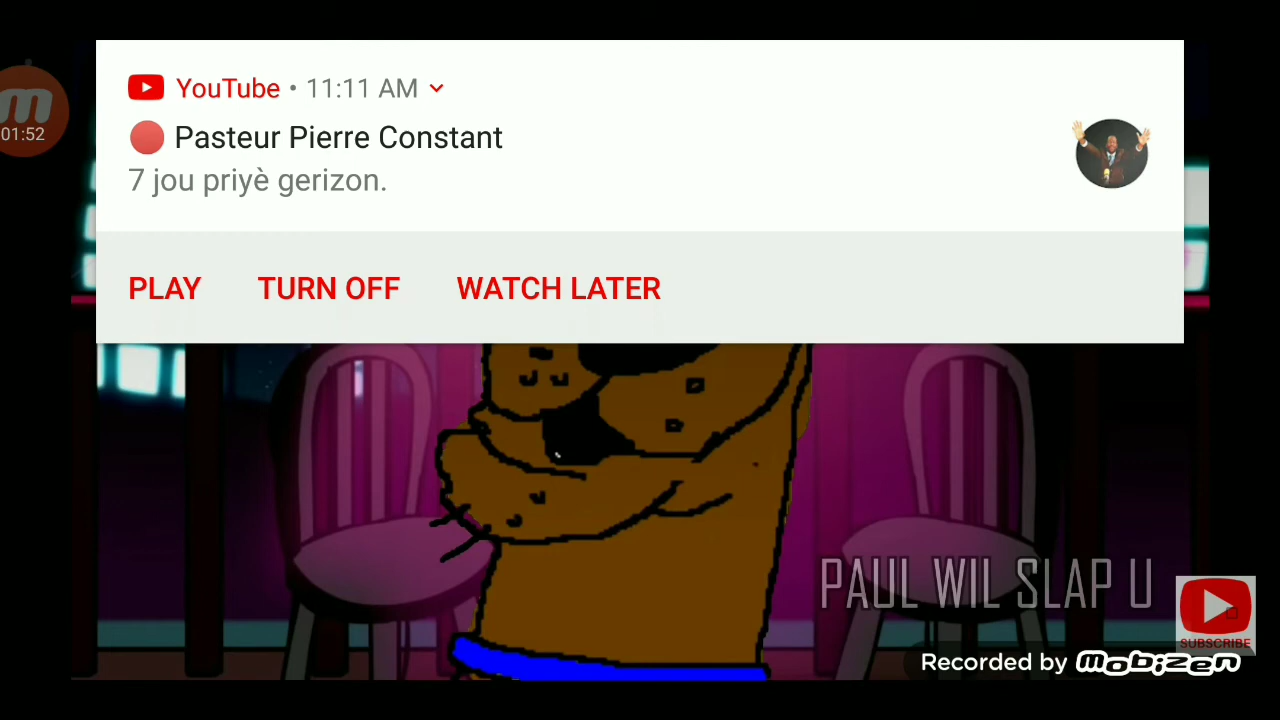 YouTube • 11:11 AM
01:52
🔴 Pasteur Pierre Constant
7 jou priyè gerizon.
PLAY TURN OFF WATCH LATER
PAUL WIL SLAP U
SUBSCRIBE
Recorded by mobizen